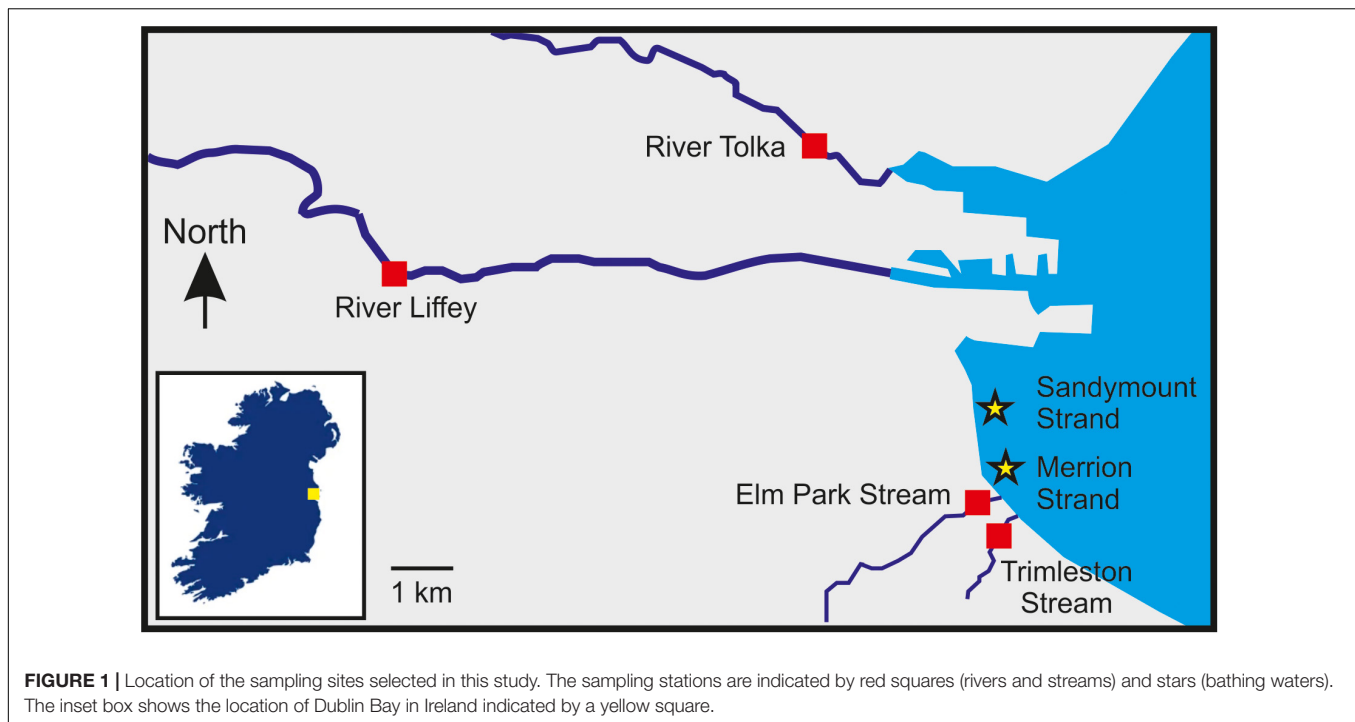 River Tolka
North
River Liffey
Sandymount
Strand
Merrion
Strand
Elm Park Stream
Trimleston
Stream
1 km
FIGURE 1 | Location of the sampling sites selected in this study. The sampling stations are indicated by red squares (rivers and streams) and stars (bathing waters).
The inset box shows the location of Dublin Bay in Ireland indicated by a yellow square.